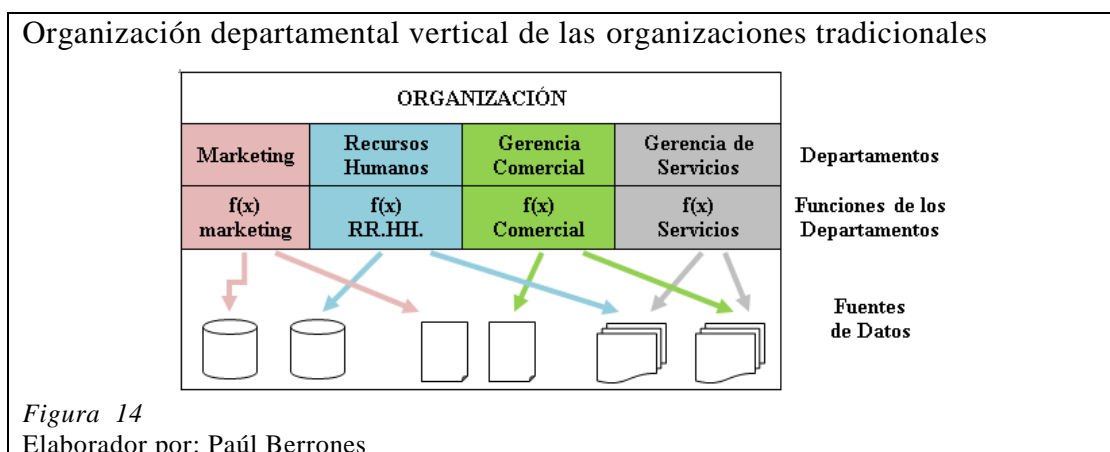 Organización departamental vertical de las organizaciones tradicionales
ORGANIZACIÓN
Marketing
Recursos
Humanos
Gerencia
Comercial
Gerencia de
Servicios
Departamentos
f(x)
marketing
f(x)
RR.HH.
f(x)
Comercial
f(x)
Servicios
Funciones de los
Departamentos
Fuentes
de Datos
Figura 14
Elaborador por: Paúl Berrones